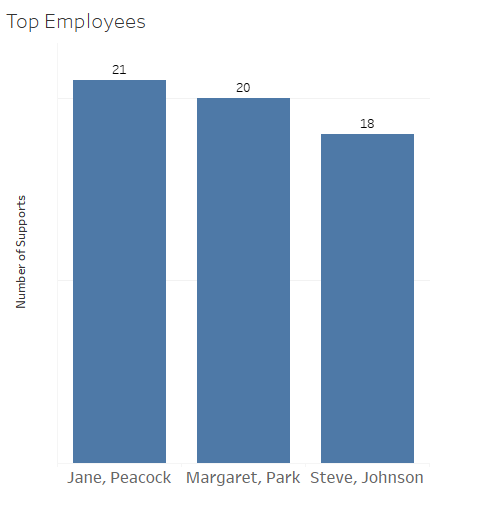 Top Employees
21
20
18
Number of Supports
Jane, Peacock
Margaret, Park
Steve, Johnson